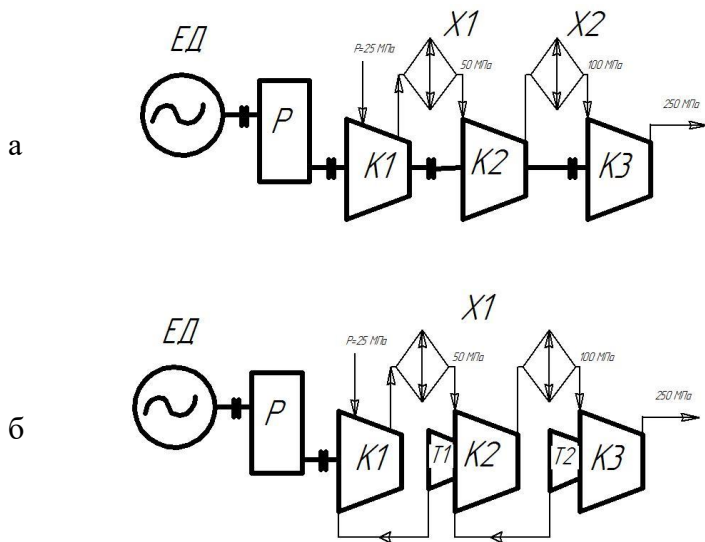 а
ЕД
Р
Р=25 МПа
К1
Х1
50 МПа
К2
Х2
100 МПа
К3
250 МПа
б
ЕД
Р
Р=25 МПа
К1
Х1
50 МПа
Т1
К2
100 МПа
Т2
К3
250 МПа